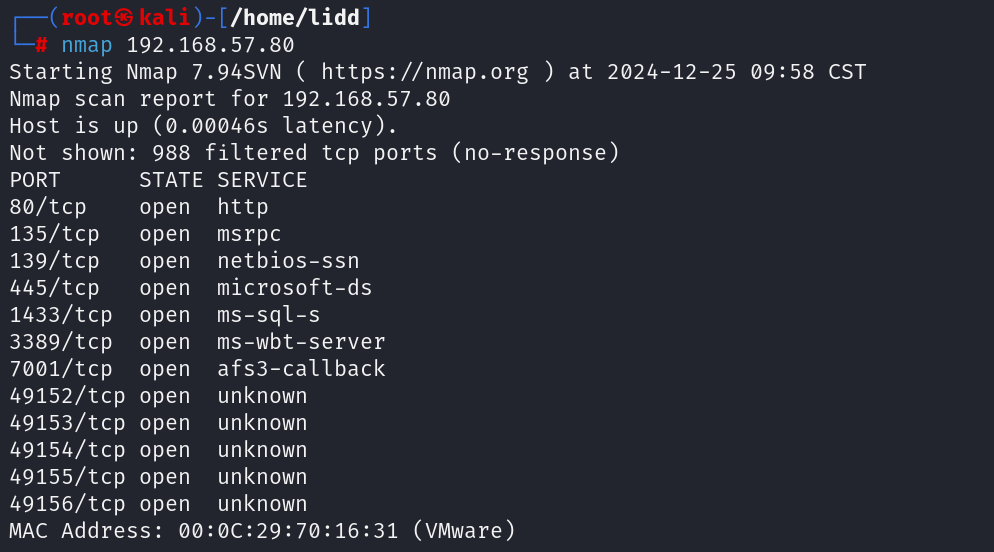 ┌──(root㉿kali)-[/home/lidd]
└─# nmap 192.168.57.80
Starting Nmap 7.94SVN ( https://nmap.org ) at 2024-12-25 09:58 CST
Nmap scan report for 192.168.57.80
Host is up (0.00046s latency).
Not shown: 988 filtered tcp ports (no-response)
PORT      STATE SERVICE
80/tcp    open  http
135/tcp   open  msrpc
139/tcp   open  netbios-ssn
445/tcp   open  microsoft-ds
1433/tcp  open  ms-sql-s
3389/tcp  open  ms-wbt-server
7001/tcp  open  afs3-callback
49152/tcp open  unknown
49153/tcp open  unknown
49154/tcp open  unknown
49155/tcp open  unknown
49156/tcp open  unknown
MAC Address: 00:0C:29:70:16:31 (VMware)